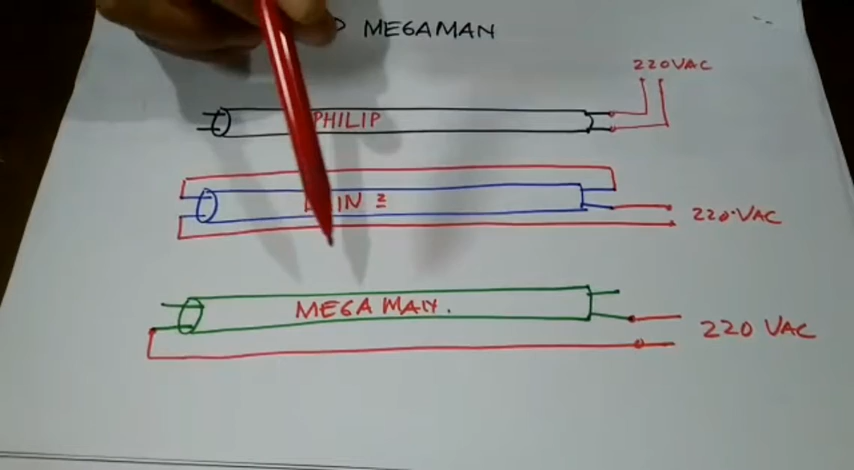 MEGAMAN
220VAC
PHILIP
220VAC
MEGAMAN.
220 VAC